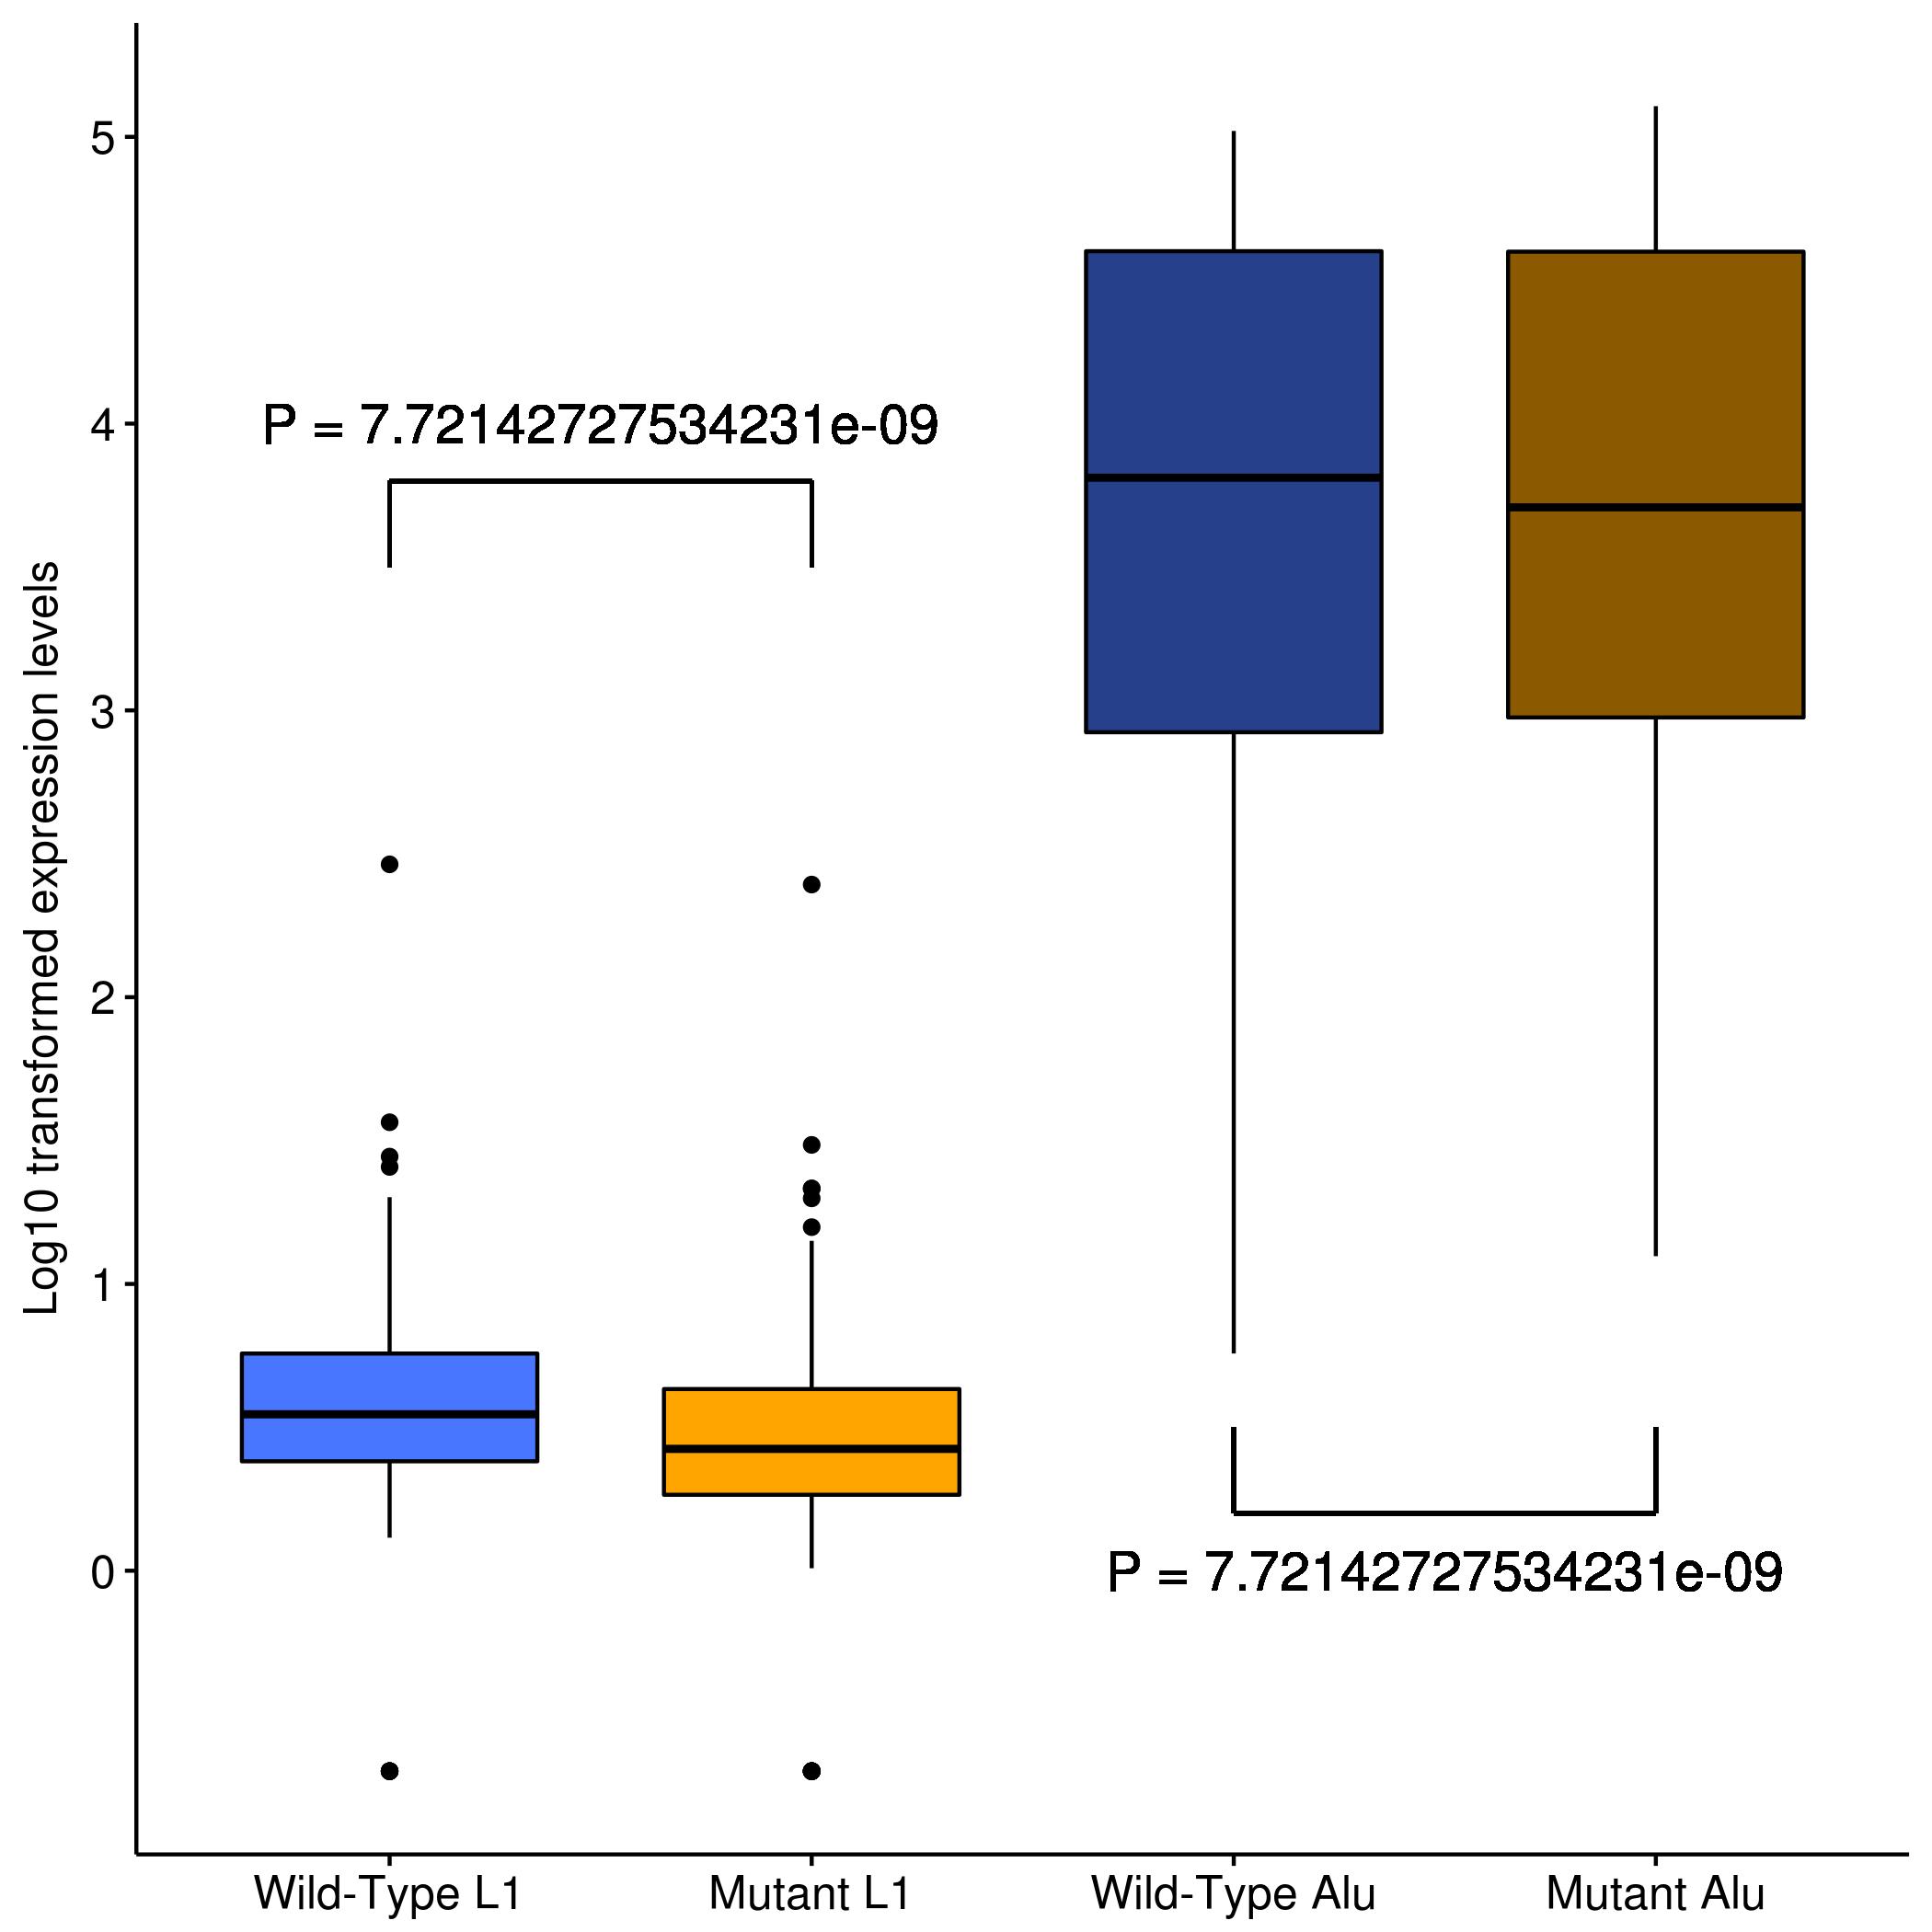 Log10 transformed expression levels
5
4
3
2
1
0
P = 7.72142727534231e-09
P = 7.72142727534231e-09
Wild-Type L1
Mutant L1
Wild-Type Alu
Mutant Alu